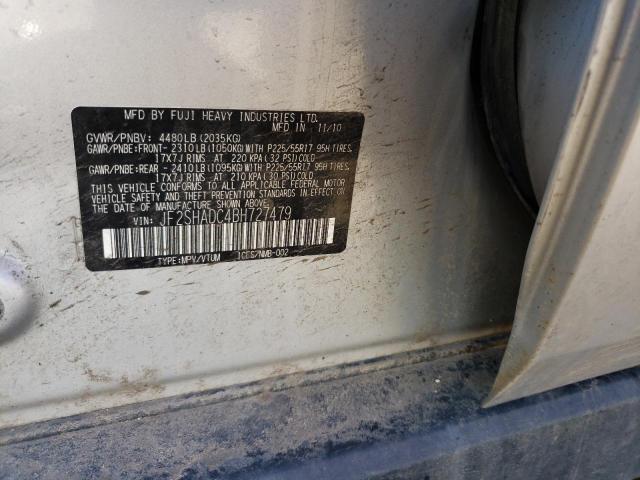 MFD BY FUJI HEAVY INDUSTRIES LTD.
MFD IN 11/10
GVWR/PNBV: 4480LB(2035KG)
GAWR/PNBE:FRONT- 2310LB(1050KG)WITH P225/55R17 95H TIRES,
17X7J RIMS AT 220 KPA(32 PSI)COLD
GAWR/PNBE:REAR - 2410LB(1095KG)WITH P225/55R17 95H TIRES,
17X7J RIMS AT 210 KPA(30 PSI)COLD
THIS VEHICLE CONFORMS TO ALL APPLICABLE FEDERAL MOTOR
VEHICLE SAFETY STANDARDS IN EFFECT ON
THE DATE OF MANUFACTURE SHOWN ABOVE.
VIN: JF2SHADC4BH727479
TYPE:MPV/VTUM ICES/NMB-002